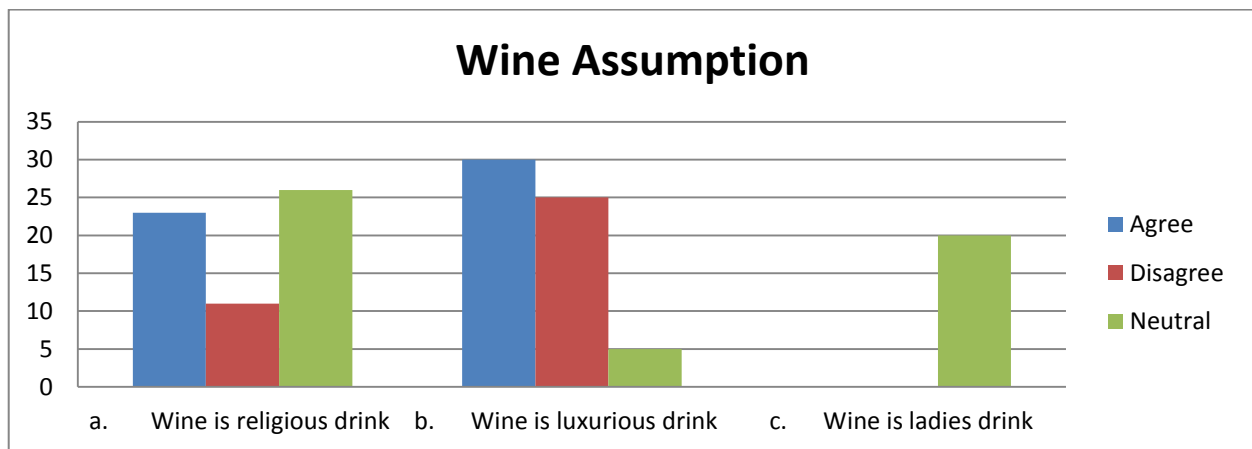 Wine Assumption
35
30
25
20
15
10
5
0
Agree
Disagree
Neutral
a. Wine is religious drink b. Wine is luxurious drink c. Wine is ladies drink